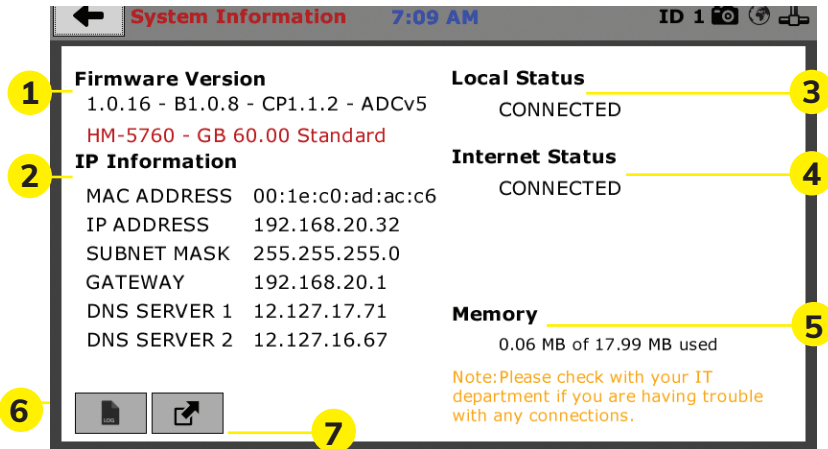 System Information 7:09 AM ID 1
1 Firmware Version
1.0.16 - B1.0.8 - CP1.1.2 - ADCv5
HM-5760 - GB 60.00 Standard
2 IP Information
MAC ADDRESS 00:1e:c0:ad:ac:c6
IP ADDRESS 192.168.20.32
SUBNET MASK 255.255.255.0
GATEWAY 192.168.20.1
DNS SERVER 1 12.127.17.71
DNS SERVER 2 12.127.16.67
Local Status 3
CONNECTED
Internet Status 4
CONNECTED
Memory 5
0.06 MB of 17.99 MB used
Note:Please check with your IT
department if you are having trouble
with any connections.
6 LOG
7